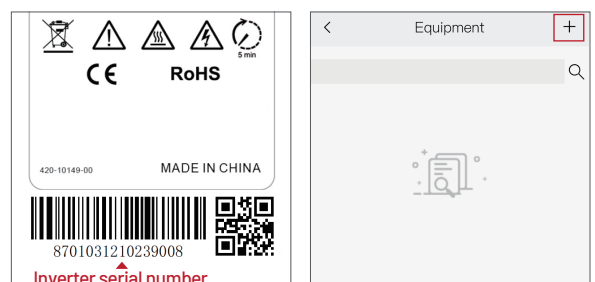 5 min
CE RoHS
420-10149-00 MADE IN CHINA
8701031210239008
Inverter serial number
< Equipment +